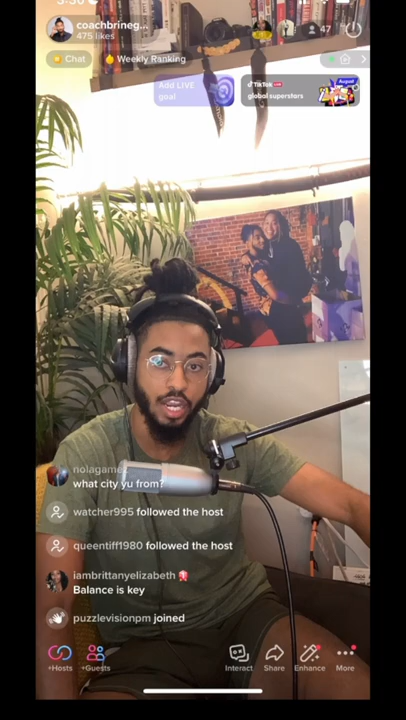 coachbrineg...
475 likes
47
Chat
Weekly Ranking
Add LIVE
goal
TikTok LIVE
global superstars
August
nolagame
what city yu from?
watcher995 followed the host
queentiff1980 followed the host
iambrittanyelizabeth
Balance is key
puzzlevisionpm joined
+Hosts
+Guests
Interact
Share
Enhance
More